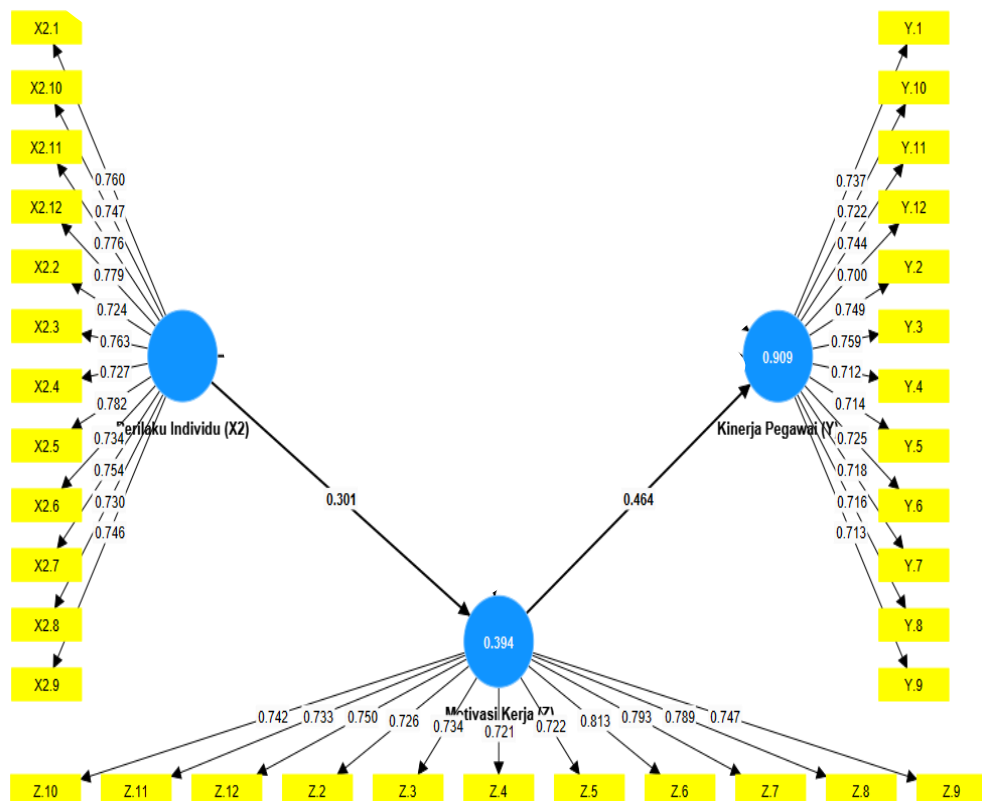 X2.1
X2.10
X2.11
X2.12
X2.2
X2.3
X2.4
X2.5
X2.6
X2.7
X2.8
X2.9
0.760
0.747
0.776
0.779
0.724
0.763
0.727
0.782
0.734
0.754
0.730
0.746
Perilaku Individu (X2)
0.301
0.464
0.909
Kinerja Pegawai (Y)
0.737
0.722
0.744
0.700
0.749
0.759
0.712
0.714
0.725
0.718
0.716
0.713
Y.1
Y.10
Y.11
Y.12
Y.2
Y.3
Y.4
Y.5
Y.6
Y.7
Y.8
Y.9
0.394
Motivasi Kerja (Z)
0.742
0.733
0.750
0.726
0.734
0.721
0.722
0.813
0.793
0.789
0.747
Z.10
Z.11
Z.12
Z.2
Z.3
Z.4
Z.5
Z.6
Z.7
Z.8
Z.9